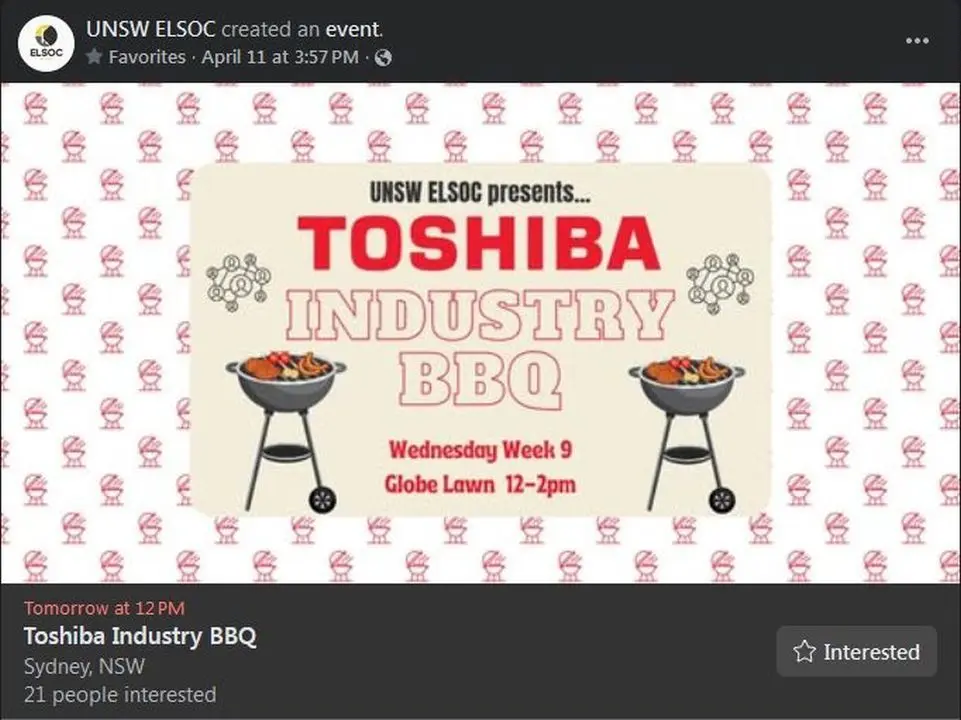 ELSOC
UNSW ELSOC created an event.
Favorites · April 11 at 3:57 PM ·
UNSW ELSOC presents...
TOSHIBA
INDUSTRY
BBQ
Wednesday Week 9
Globe Lawn 12-2pm
Tomorrow at 12 PM
Toshiba Industry BBQ
Sydney, NSW
21 people interested
Interested